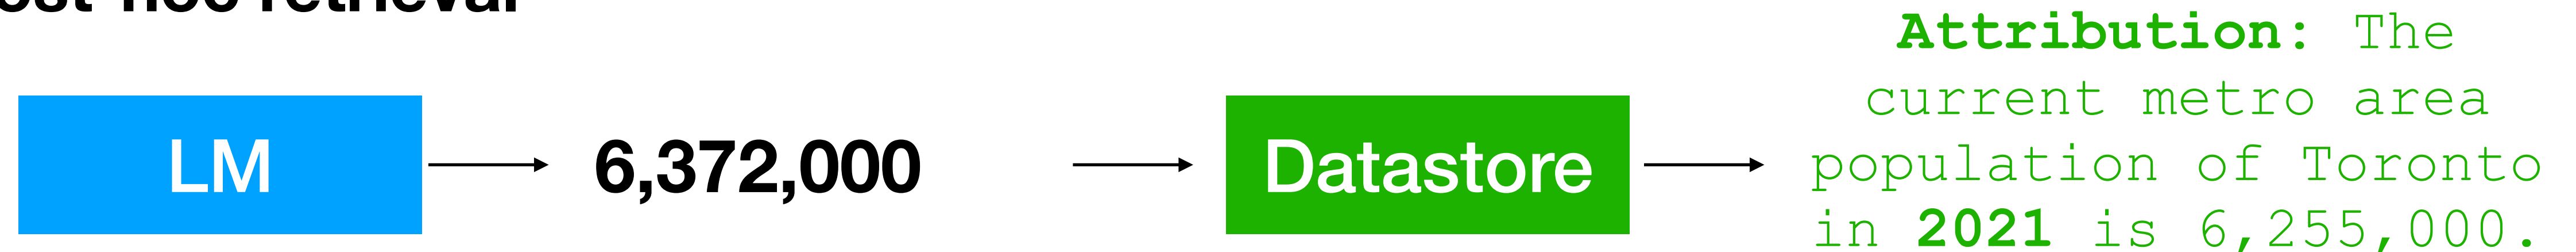 retrieval
Attribution: The
current metro area
LM
6,372,000
Datastore
population of Toronto
in 2021 is 6,255,000.